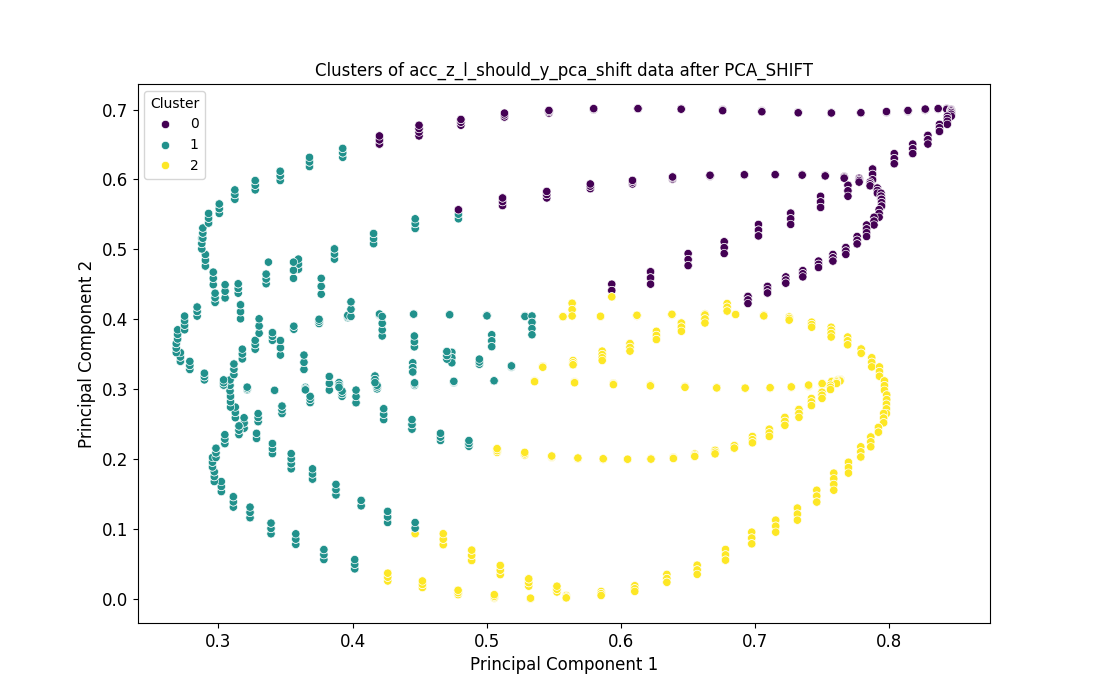 Clusters of acc_z_l_should_y_pca_shift data after PCA_SHIFT
Cluster
0
1
2
Principal Component 2
0.7
0.6
0.5
0.4
0.3
0.2
0.1
0.0
0.3 0.4 0.5 0.6 0.7 0.8
Principal Component 1